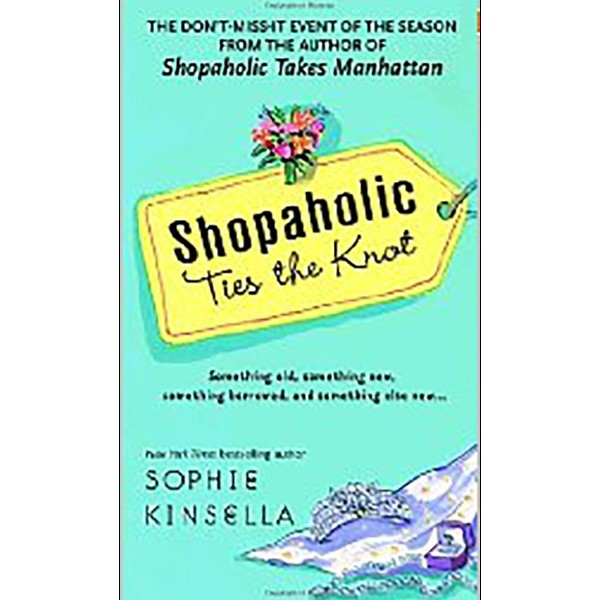 THE DON'T-MISS-IT EVENT OF THE SEASON
FROM THE AUTHOR OF
Shopaholic Takes Manhattan
Shopaholic
Ties the Knot
Something old, something new,
something borrowed, and something else new...
New York Times bestselling author
SOPHIE
KINSELLA